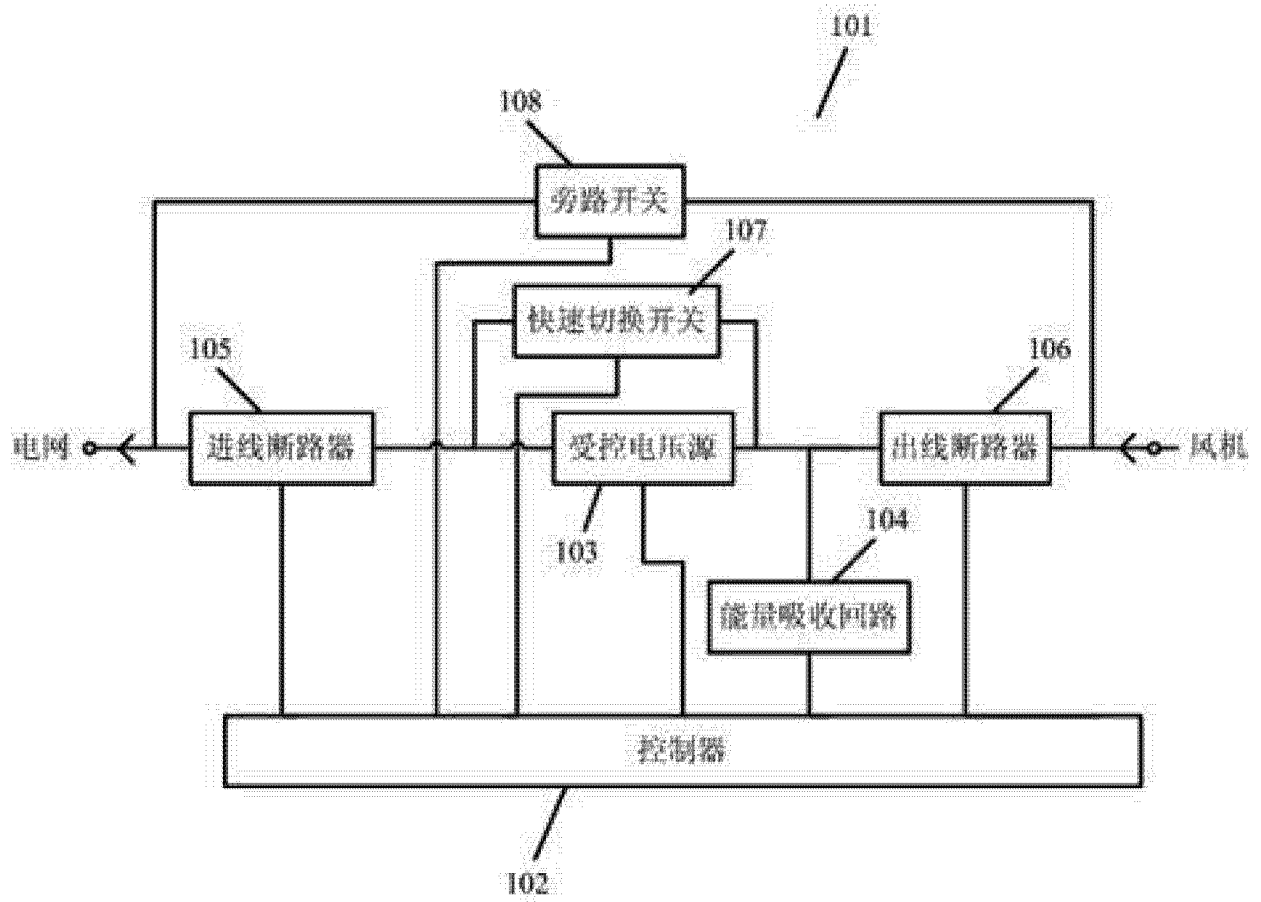 101
108
旁路开关
107
快速切换开关
105
106
电网
进线断路器
受控电压源
出线断路器
风机
103
104
能量吸收回路
控制器
102